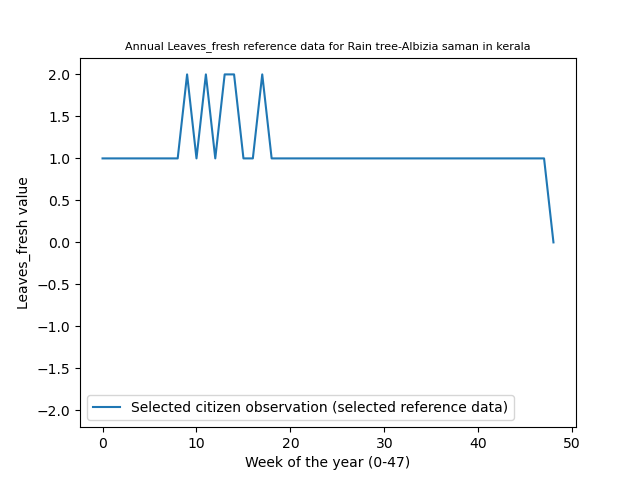 Annual Leaves_fresh reference data for Rain tree-Albizia saman in kerala
2.0
1.5
1.0
0.5
0.0
−0.5
−1.0
−1.5
−2.0
Leaves_fresh value
Selected citizen observation (selected reference data)
0 10 20 30 40 50
Week of the year (0-47)